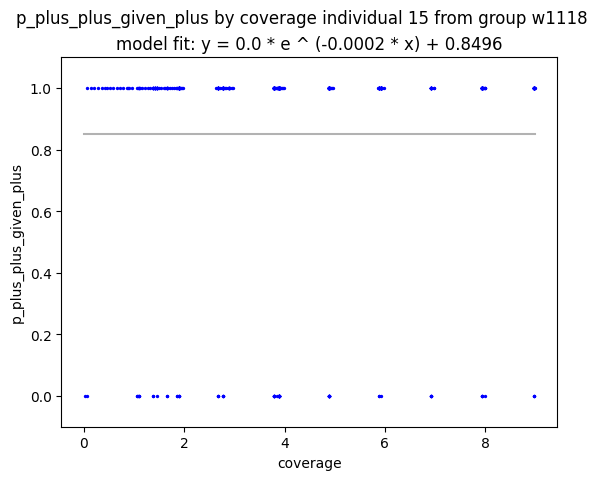 p_plus_plus_given_plus by coverage individual 15 from group w1118
model fit: y = 0.0 * e ^ (-0.0002 * x) + 0.8496
p_plus_plus_given_plus
1.0
0.8
0.6
0.4
0.2
0.0
0 2 4 6 8
coverage